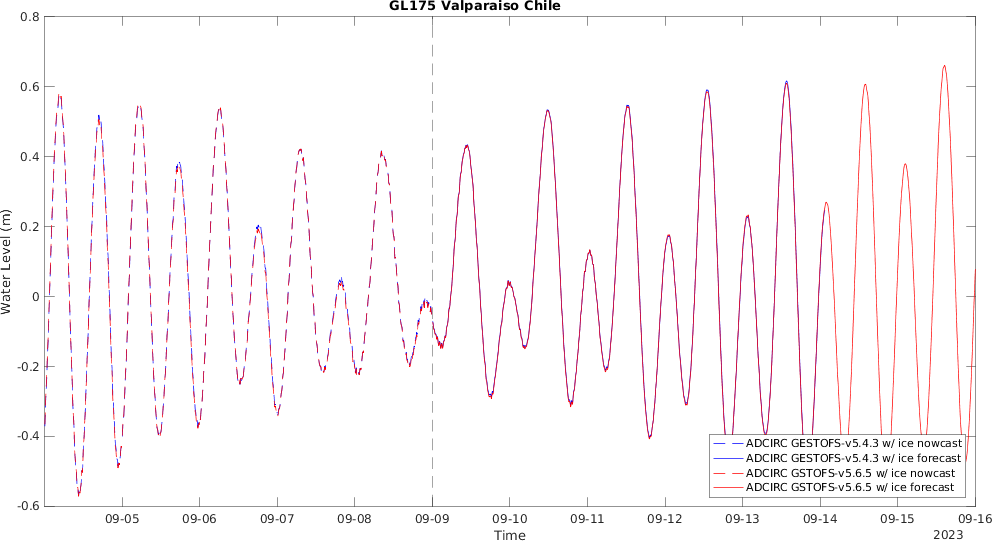 GL175 Valparaiso Chile
Water Level (m)
0.8
0.6
0.4
0.2
0
-0.2
-0.4
-0.6
ADCIRC GESTOFS-v5.4.3 w/ ice nowcast
ADCIRC GESTOFS-v5.4.3 w/ ice forecast
ADCIRC GSTOFS-v5.6.5 w/ ice nowcast
ADCIRC GSTOFS-v5.6.5 w/ ice forecast
09-05 09-06 09-07 09-08 09-09 09-10 09-11 09-12 09-13 09-14 09-15 09-16
Time
2023